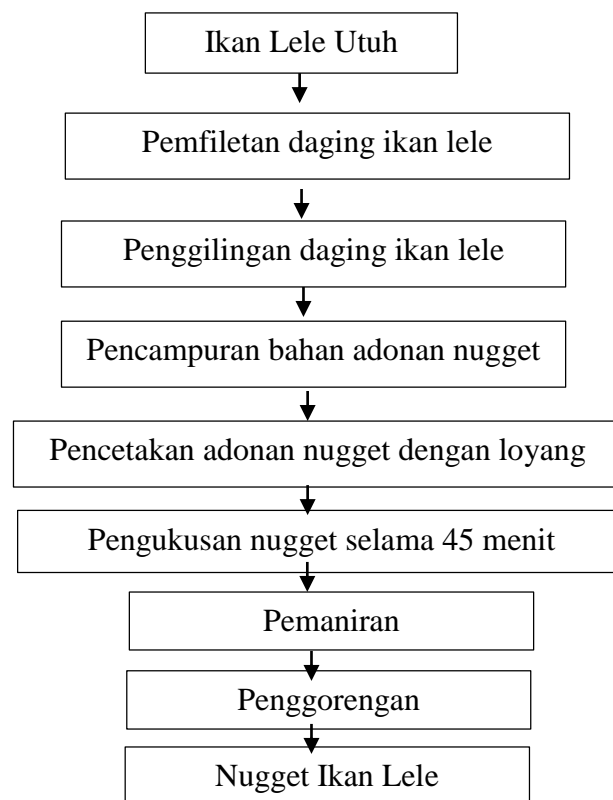 Ikan Lele Utuh
Pemfiletan daging ikan lele
Penggilingan daging ikan lele
Pencampuran bahan adonan nugget
Pencetakan adonan nugget dengan loyang
Pengukusan nugget selama 45 menit
Pemaniran
Penggorengan
Nugget Ikan Lele